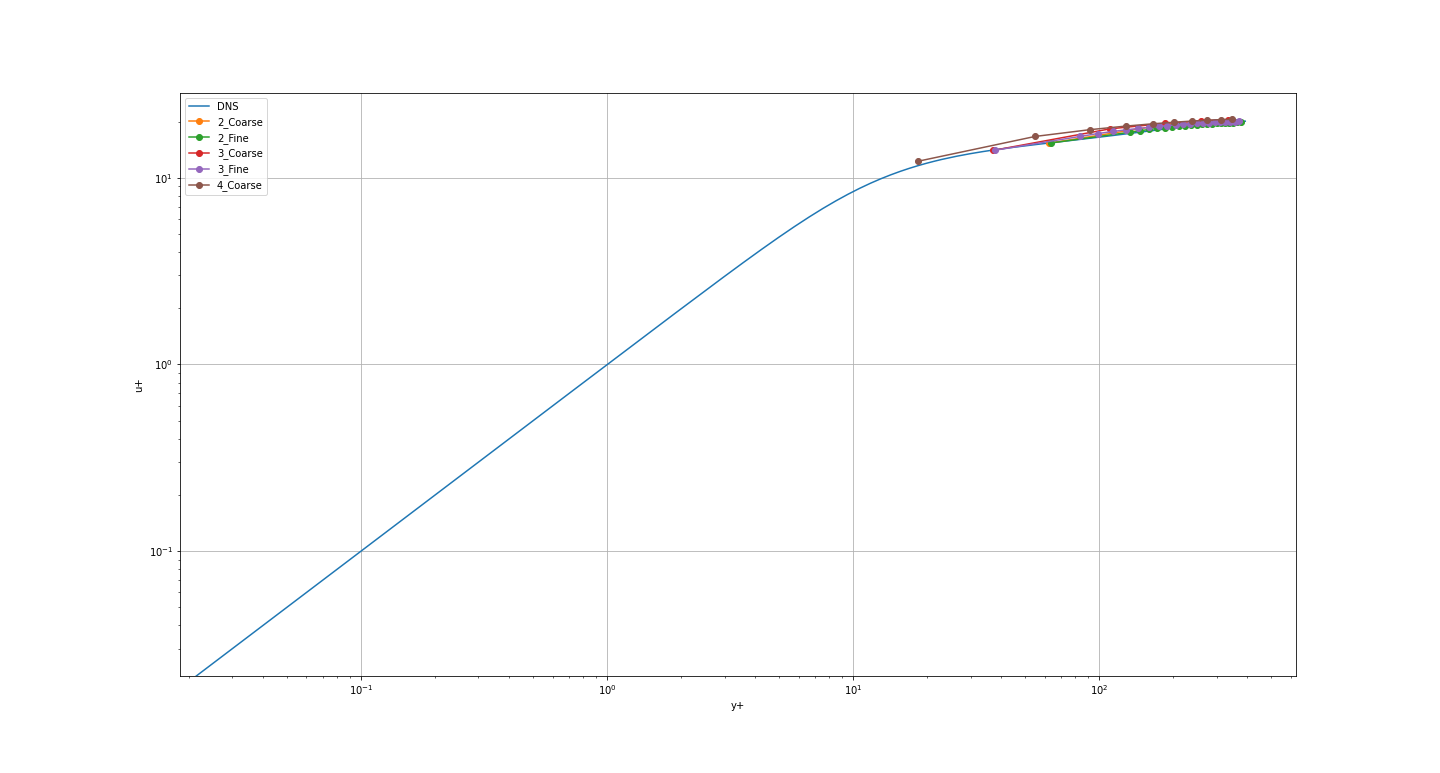 DNS
2_Coarse
2_Fine
3_Coarse
3_Fine
4_Coarse
10¹
10⁰
10⁻¹
u+
10⁻¹ 10⁰ 10¹ 10²
y+